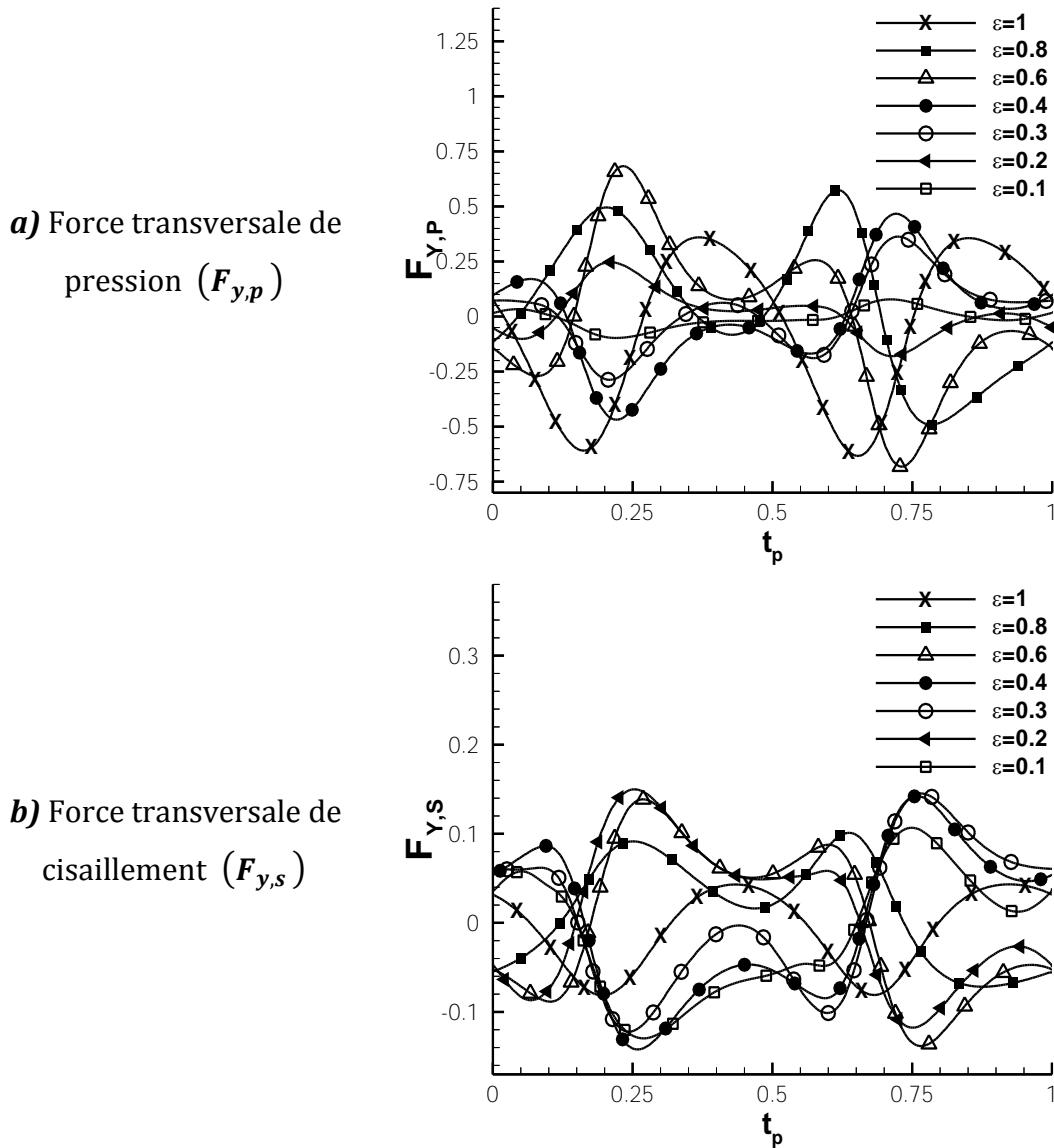 a) Force transversale de
pression (F_{y,p})
F_{Y,P}
1.25
1
0.75
0.5
0.25
0
-0.25
-0.5
-0.75
0 0.25 0.5 0.75 1
t_p
ε=1
ε=0.8
ε=0.6
ε=0.4
ε=0.3
ε=0.2
ε=0.1
b) Force transversale de
cisaillement (F_{y,s})
F_{Y,S}
0.3
0.2
0.1
0
-0.1
0 0.25 0.5 0.75 1
t_p
ε=1
ε=0.8
ε=0.6
ε=0.4
ε=0.3
ε=0.2
ε=0.1